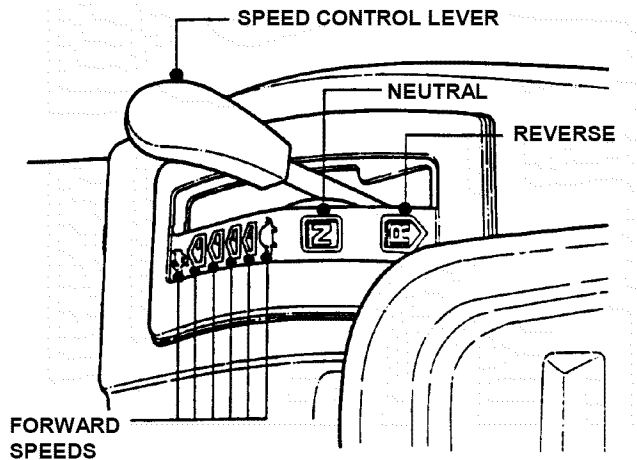 SPEED CONTROL LEVER
NEUTRAL
REVERSE
N
R
FORWARD
SPEEDS